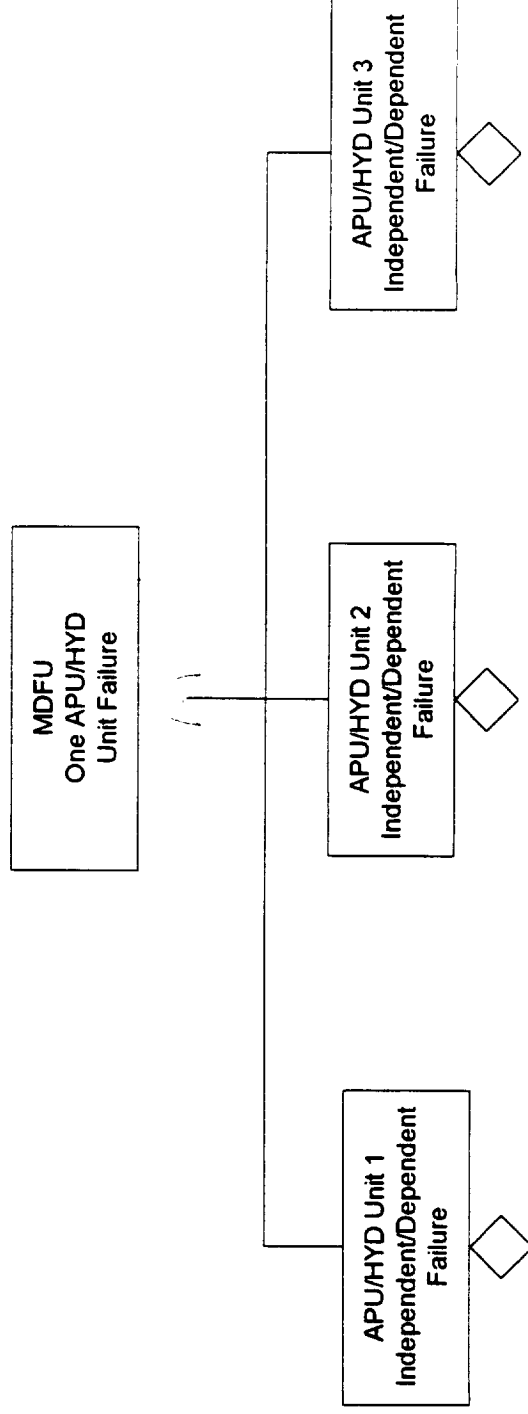 MDFU
One APU/HYD
Unit Failure
APU/HYD Unit 1
Independent/Dependent
Failure
APU/HYD Unit 2
Independent/Dependent
Failure
APU/HYD Unit 3
Independent/Dependent
Failure